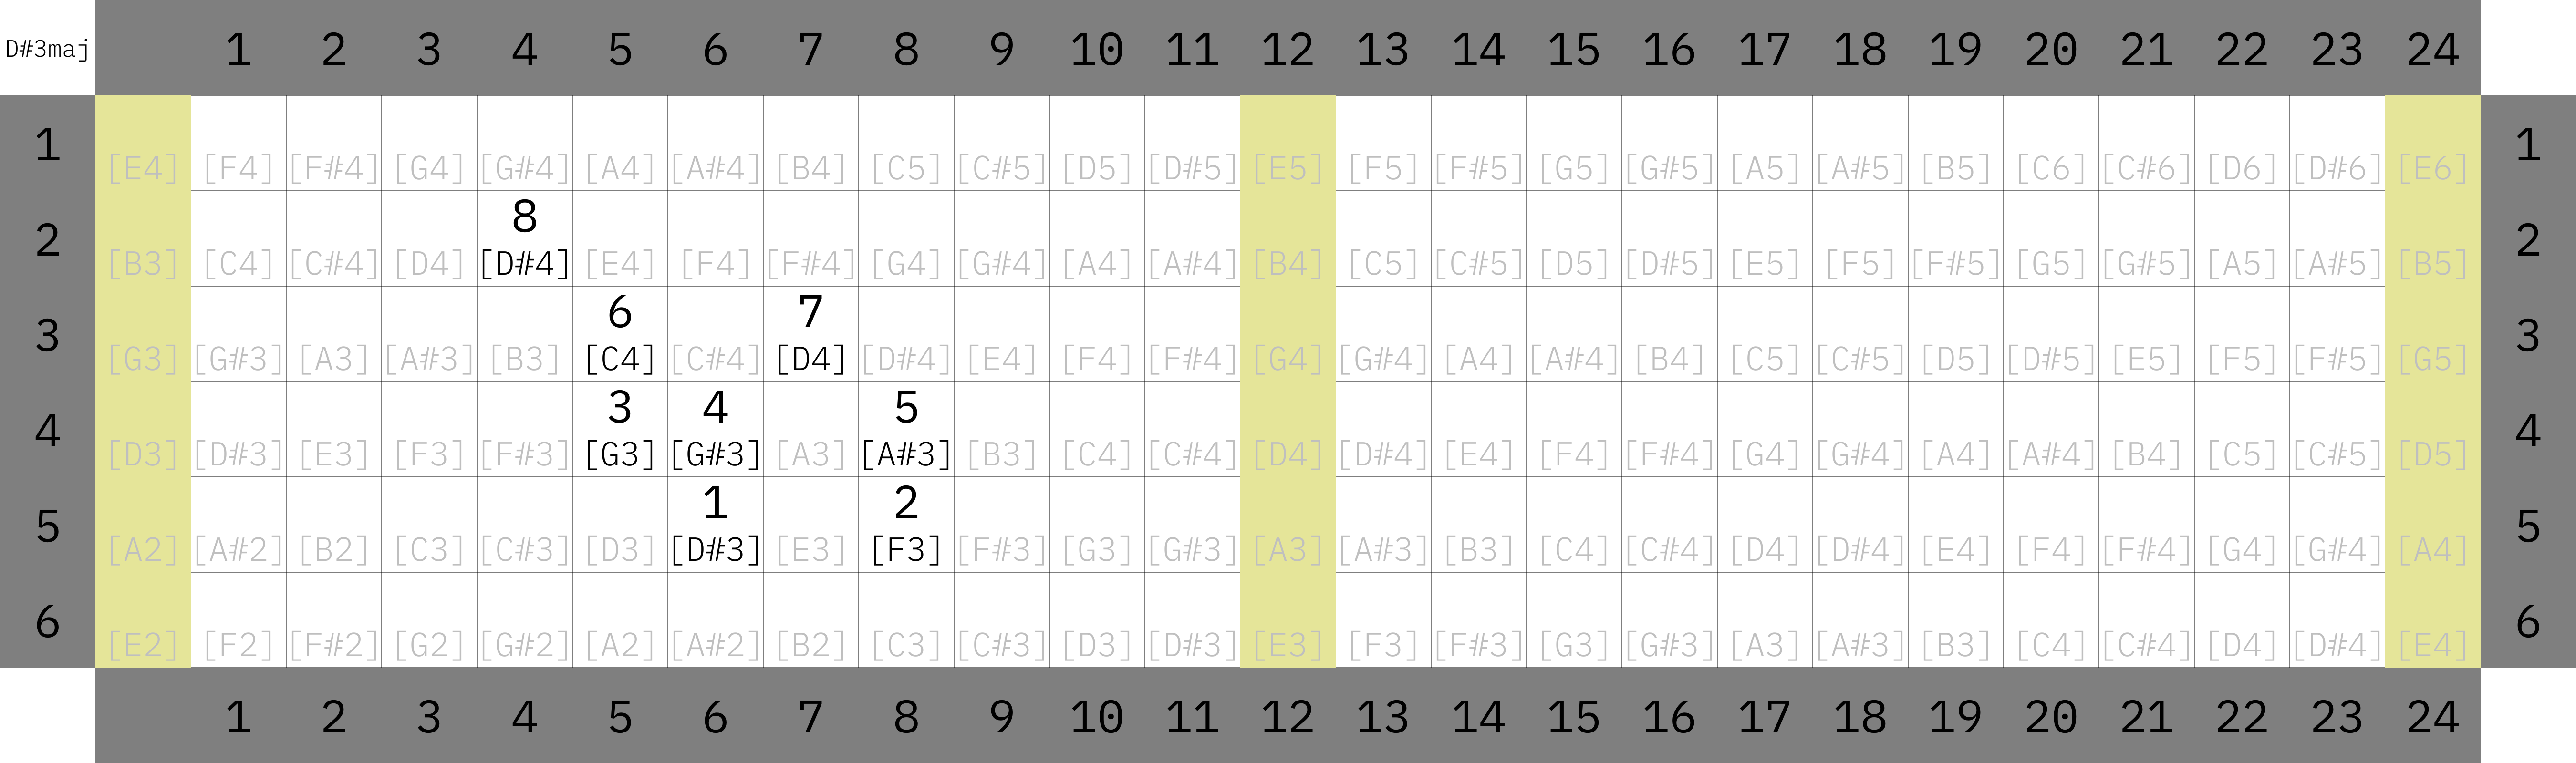 D#3maj 1 2 3 4 5 6 7 8 9 10 11 12 13 14 15 16 17 18 19 20 21 22 23 24
1 [E4] [F4] [F#4] [G4] [G#4] [A4] [A#4] [B4] [C5] [C#5] [D5] [D#5] [E5] [F5] [F#5] [G5] [G#5] [A5] [A#5] [B5] [C6] [C#6] [D6] [D#6] [E6] 1
8
2 [B3] [C4] [C#4] [D4] [D#4] [E4] [F4] [F#4] [G4] [G#4] [A4] [A#4] [B4] [C5] [C#5] [D5] [D#5] [E5] [F5] [F#5] [G5] [G#5] [A5] [A#5] [B5] 2
6 7
3 [G3] [G#3] [A3] [A#3] [B3] [C4] [C#4] [D4] [D#4] [E4] [F4] [F#4] [G4] [G#4] [A4] [A#4] [B4] [C5] [C#5] [D5] [D#5] [E5] [F5] [F#5] [G5] 3
3 4 5
4 [D3] [D#3] [E3] [F3] [F#3] [G3] [G#3] [A3] [A#3] [B3] [C4] [C#4] [D4] [D#4] [E4] [F4] [F#4] [G4] [G#4] [A4] [A#4] [B4] [C5] [C#5] [D5] 4
1 2
5 [A2] [A#2] [B2] [C3] [C#3] [D3] [D#3] [E3] [F3] [F#3] [G3] [G#3] [A3] [A#3] [B3] [C4] [C#4] [D4] [D#4] [E4] [F4] [F#4] [G4] [G#4] [A4] 5
6 [E2] [F2] [F#2] [G2] [G#2] [A2] [A#2] [B2] [C3] [C#3] [D3] [D#3] [E3] [F3] [F#3] [G3] [G#3] [A3] [A#3] [B3] [C4] [C#4] [D4] [D#4] [E4] 6
1 2 3 4 5 6 7 8 9 10 11 12 13 14 15 16 17 18 19 20 21 22 23 24